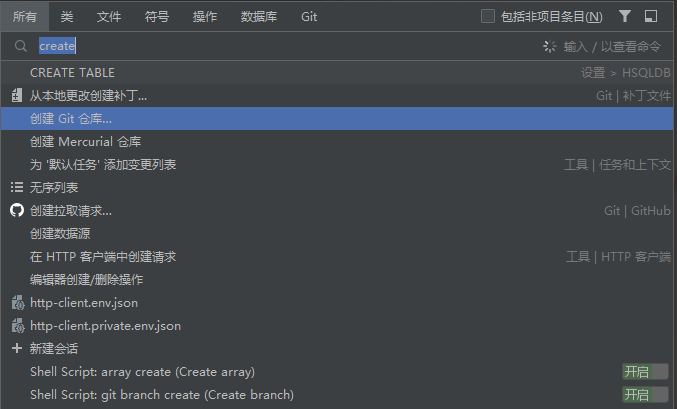 所有 类 文件 符号 操作 数据库 Git 包括非项目条目(N)
create 输入 / 以查看命令
CREATE TABLE 设置 > HSQLDB
从本地更改创建补丁... Git | 补丁文件
创建 Git 仓库...
创建 Mercurial 仓库
为 '默认任务' 添加变更列表 工具 | 任务和上下文
无序列表
创建拉取请求... Git | GitHub
创建数据源
在 HTTP 客户端中创建请求 工具 | HTTP 客户端
编辑器创建/删除操作
http-client.env.json
http-client.private.env.json
新建会话
Shell Script: array create (Create array) 开启
Shell Script: git branch create (Create branch) 开启